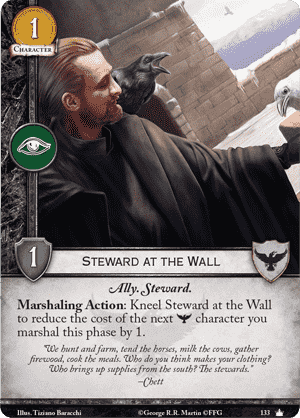 1
CHARACTER
1
STEWARD AT THE WALL
Ally. Steward.
Marshaling Action: Kneel Steward at the Wall
to reduce the cost of the next character you
marshal this phase by 1.
"We hunt and farm, tend the horses, milk the cows, gather
firewood, cook the meals. Who do you think makes your clothing?
Who brings up supplies from the south? The stewards."
–Chett
Illus. Tiziano Baracchi ©George R.R. Martin ©FFG 133